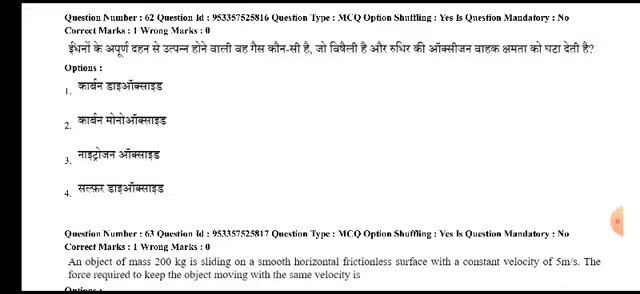 Question Number : 62 Question Id : 953357525816 Question Type : MCQ Option Shuffling : Yes Is Question Mandatory : No
Correct Marks : 1 Wrong Marks : 0
ईंधनों के अपूर्ण दहन से उत्पन्न होने वाली वह गैस कौन-सी है, जो विषैली है और रुधिर की ऑक्सीजन वाहक क्षमता को घटा देती है?
Options :
1. कार्बन डाइऑक्साइड
2. कार्बन मोनोऑक्साइड
3. नाइट्रोजन ऑक्साइड
4. सल्फ़र डाइऑक्साइड
Question Number : 63 Question Id : 953357525817 Question Type : MCQ Option Shuffling : Yes Is Question Mandatory : No
Correct Marks : 1 Wrong Marks : 0
An object of mass 200 kg is sliding on a smooth horizontal frictionless surface with a constant velocity of 5m/s. The
force required to keep the object moving with the same velocity is
Options :